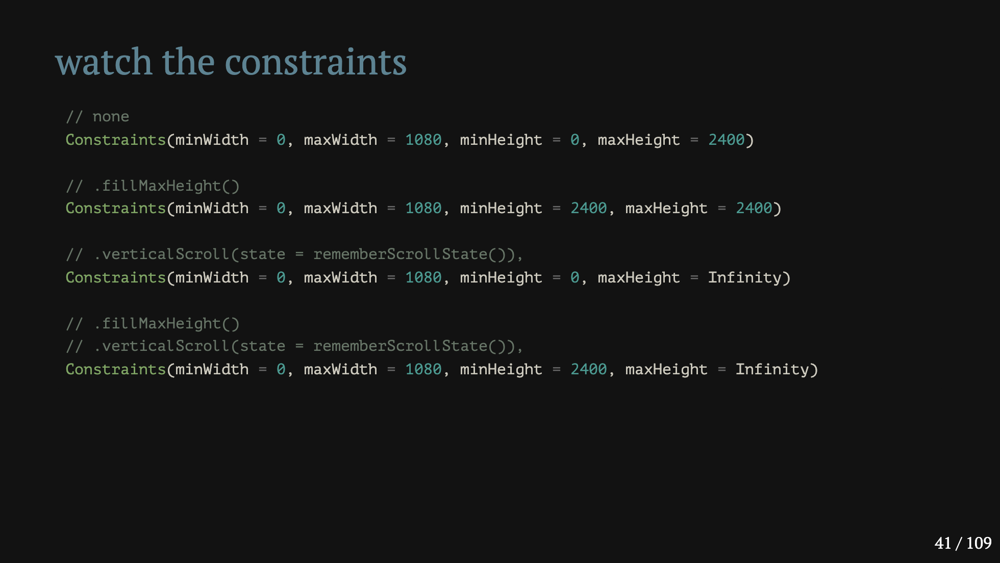 watch the constraints
// none
Constraints(minWidth = 0, maxWidth = 1080, minHeight = 0, maxHeight = 2400)
// .fillMaxHeight()
Constraints(minWidth = 0, maxWidth = 1080, minHeight = 2400, maxHeight = 2400)
// .verticalScroll(state = rememberScrollState()),
Constraints(minWidth = 0, maxWidth = 1080, minHeight = 0, maxHeight = Infinity)
// .fillMaxHeight()
// .verticalScroll(state = rememberScrollState()),
Constraints(minWidth = 0, maxWidth = 1080, minHeight = 2400, maxHeight = Infinity)
41 / 109